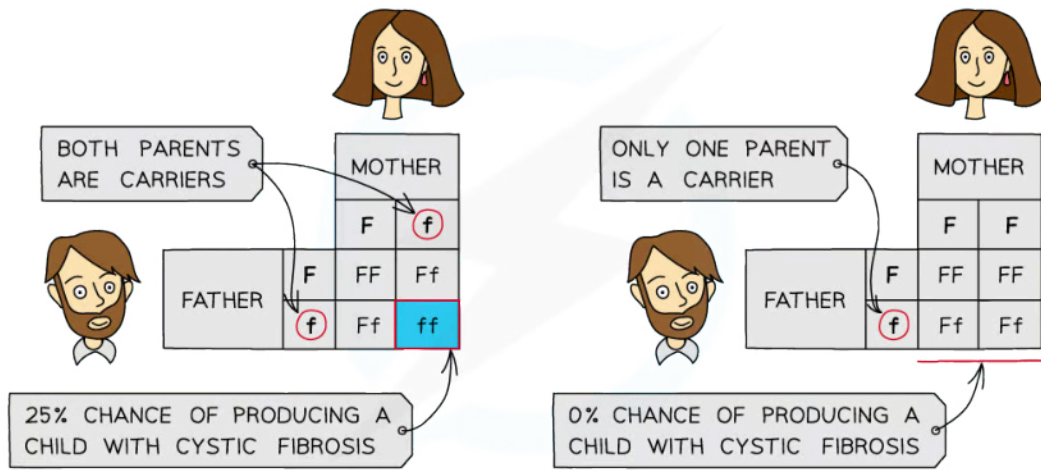 BOTH PARENTS
ARE CARRIERS
MOTHER
F f
FATHER
F FF Ff
f Ff ff
25% CHANCE OF PRODUCING A
CHILD WITH CYSTIC FIBROSIS
ONLY ONE PARENT
IS A CARRIER
MOTHER
F F
FATHER
F FF FF
f Ff Ff
0% CHANCE OF PRODUCING A
CHILD WITH CYSTIC FIBROSIS